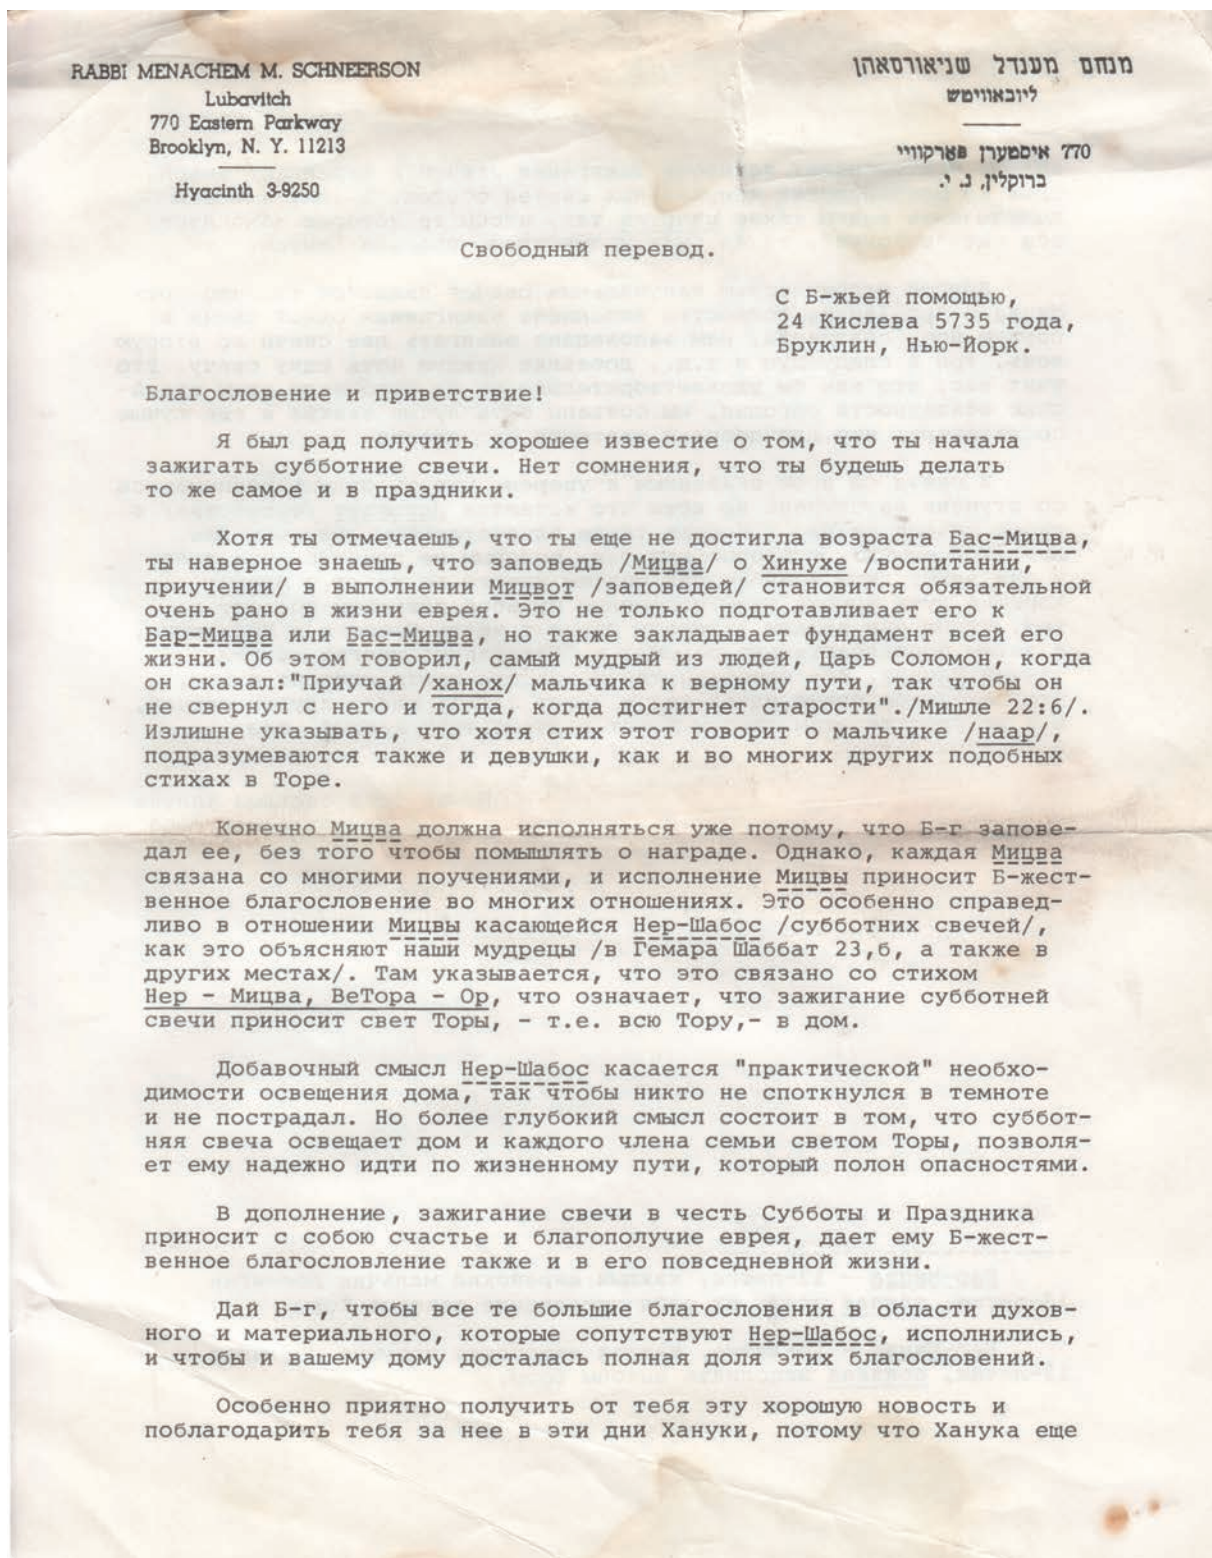 RABBI MENACHEM M. SCHNEERSON
Lubavitch
770 Eastern Parkway
Brooklyn, N. Y. 11213
Hyacinth 3-9250
מנחם מענדל שניאורסאהן
ליובאוויטש
770 איסטערן פארקוויי
ברוקלין, נ. י.
Свободный перевод.
С Б-жьей помощью,
24 Кислева 5735 года,
Бруклин, Нью-Йорк.
Благословение и приветствие!
Я был рад получить хорошее известие о том, что ты начала
зажигать субботние свечи. Нет сомнения, что ты будешь делать
то же самое и в праздники.
Хотя ты отмечаешь, что ты еще не достигла возраста Бас-Мицва,
ты наверное знаешь, что заповедь /Мицва/ о Хинухе /воспитании,
приучении/ в выполнении Мицвот /заповедей/ становится обязательной
очень рано в жизни еврея. Это не только подготавливает его к
Бар-Мицва или Бас-Мицва, но также закладывает фундамент всей его
жизни. Об этом говорил, самый мудрый из людей, Царь Соломон, когда
он сказал:"Приучай /ханох/ мальчика к верному пути, так чтобы он
не свернул с него и тогда, когда достигнет старости"./Мишле 22:6/.
Излишне указывать, что хотя стих этот говорит о мальчике /наар/,
подразумеваются также и девушки, как и во многих других подобных
стихах в Торе.
Конечно Мицва должна исполняться уже потому, что Б-г запове-
дал ее, без того чтобы помышлять о награде. Однако, каждая Мицва
связана со многими поучениями, и исполнение Мицвы приносит Б-жест-
венное благословение во многих отношениях. Это особенно справед-
ливо в отношении Мицвы касающейся Нер-Шабос /субботних свечей/,
как это объясняют наши мудрецы /в Гемара Шаббат 23,б, а также в
других местах/. Там указывается, что это связано со стихом
Нер - Мицва, ВеТора - Ор, что означает, что зажигание субботней
свечи приносит свет Торы, - т.е. всю Тору,- в дом.
Добавочный смысл Нер-Шабос касается "практической" необхо-
димости освещения дома, так чтобы никто не споткнулся в темноте
и не пострадал. Но более глубокий смысл состоит в том, что суббот-
няя свеча освещает дом и каждого члена семьи светом Торы, позволя-
ет ему надежно идти по жизненному пути, который полон опасностями.
В дополнение, зажигание свечи в честь Субботы и Праздника
приносит с собою счастье и благополучие еврея, дает ему Б-жест-
венное благословление также и в его повседневной жизни.
Дай Б-г, чтобы все те большие благословения в области духов-
ного и материального, которые сопутствуют Нер-Шабос, исполнились,
и чтобы и вашему дому досталась полная доля этих благословений.
Особенно приятно получить от тебя эту хорошую новость и
поблагодарить тебя за нее в эти дни Хануки, потому что Ханука еще